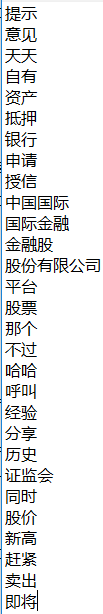 提示
意见
天天
自有
资产
抵押
银行
申请
授信
中国国际
国际金融
金融股
股份有限公司
平台
股票
那个
不过
哈哈
呼叫
经验
分享
历史
证监会
同时
股价
新高
赶紧
卖出
即将